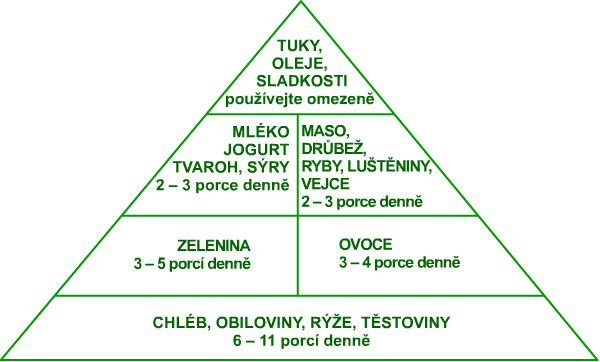 TUKY,
OLEJE,
SLADKOSTI
používejte omezeně
MLÉKO
JOGURT
TVAROH, SÝRY
2 – 3 porce denně
MASO,
DRŮBEŽ,
RYBY, LUŠTĚNINY,
VEJCE
2 – 3 porce denně
ZELENINA
3 – 5 porcí denně
OVOCE
3 – 4 porce denně
CHLÉB, OBILOVINY, RÝŽE, TĚSTOVINY
6 – 11 porcí denně